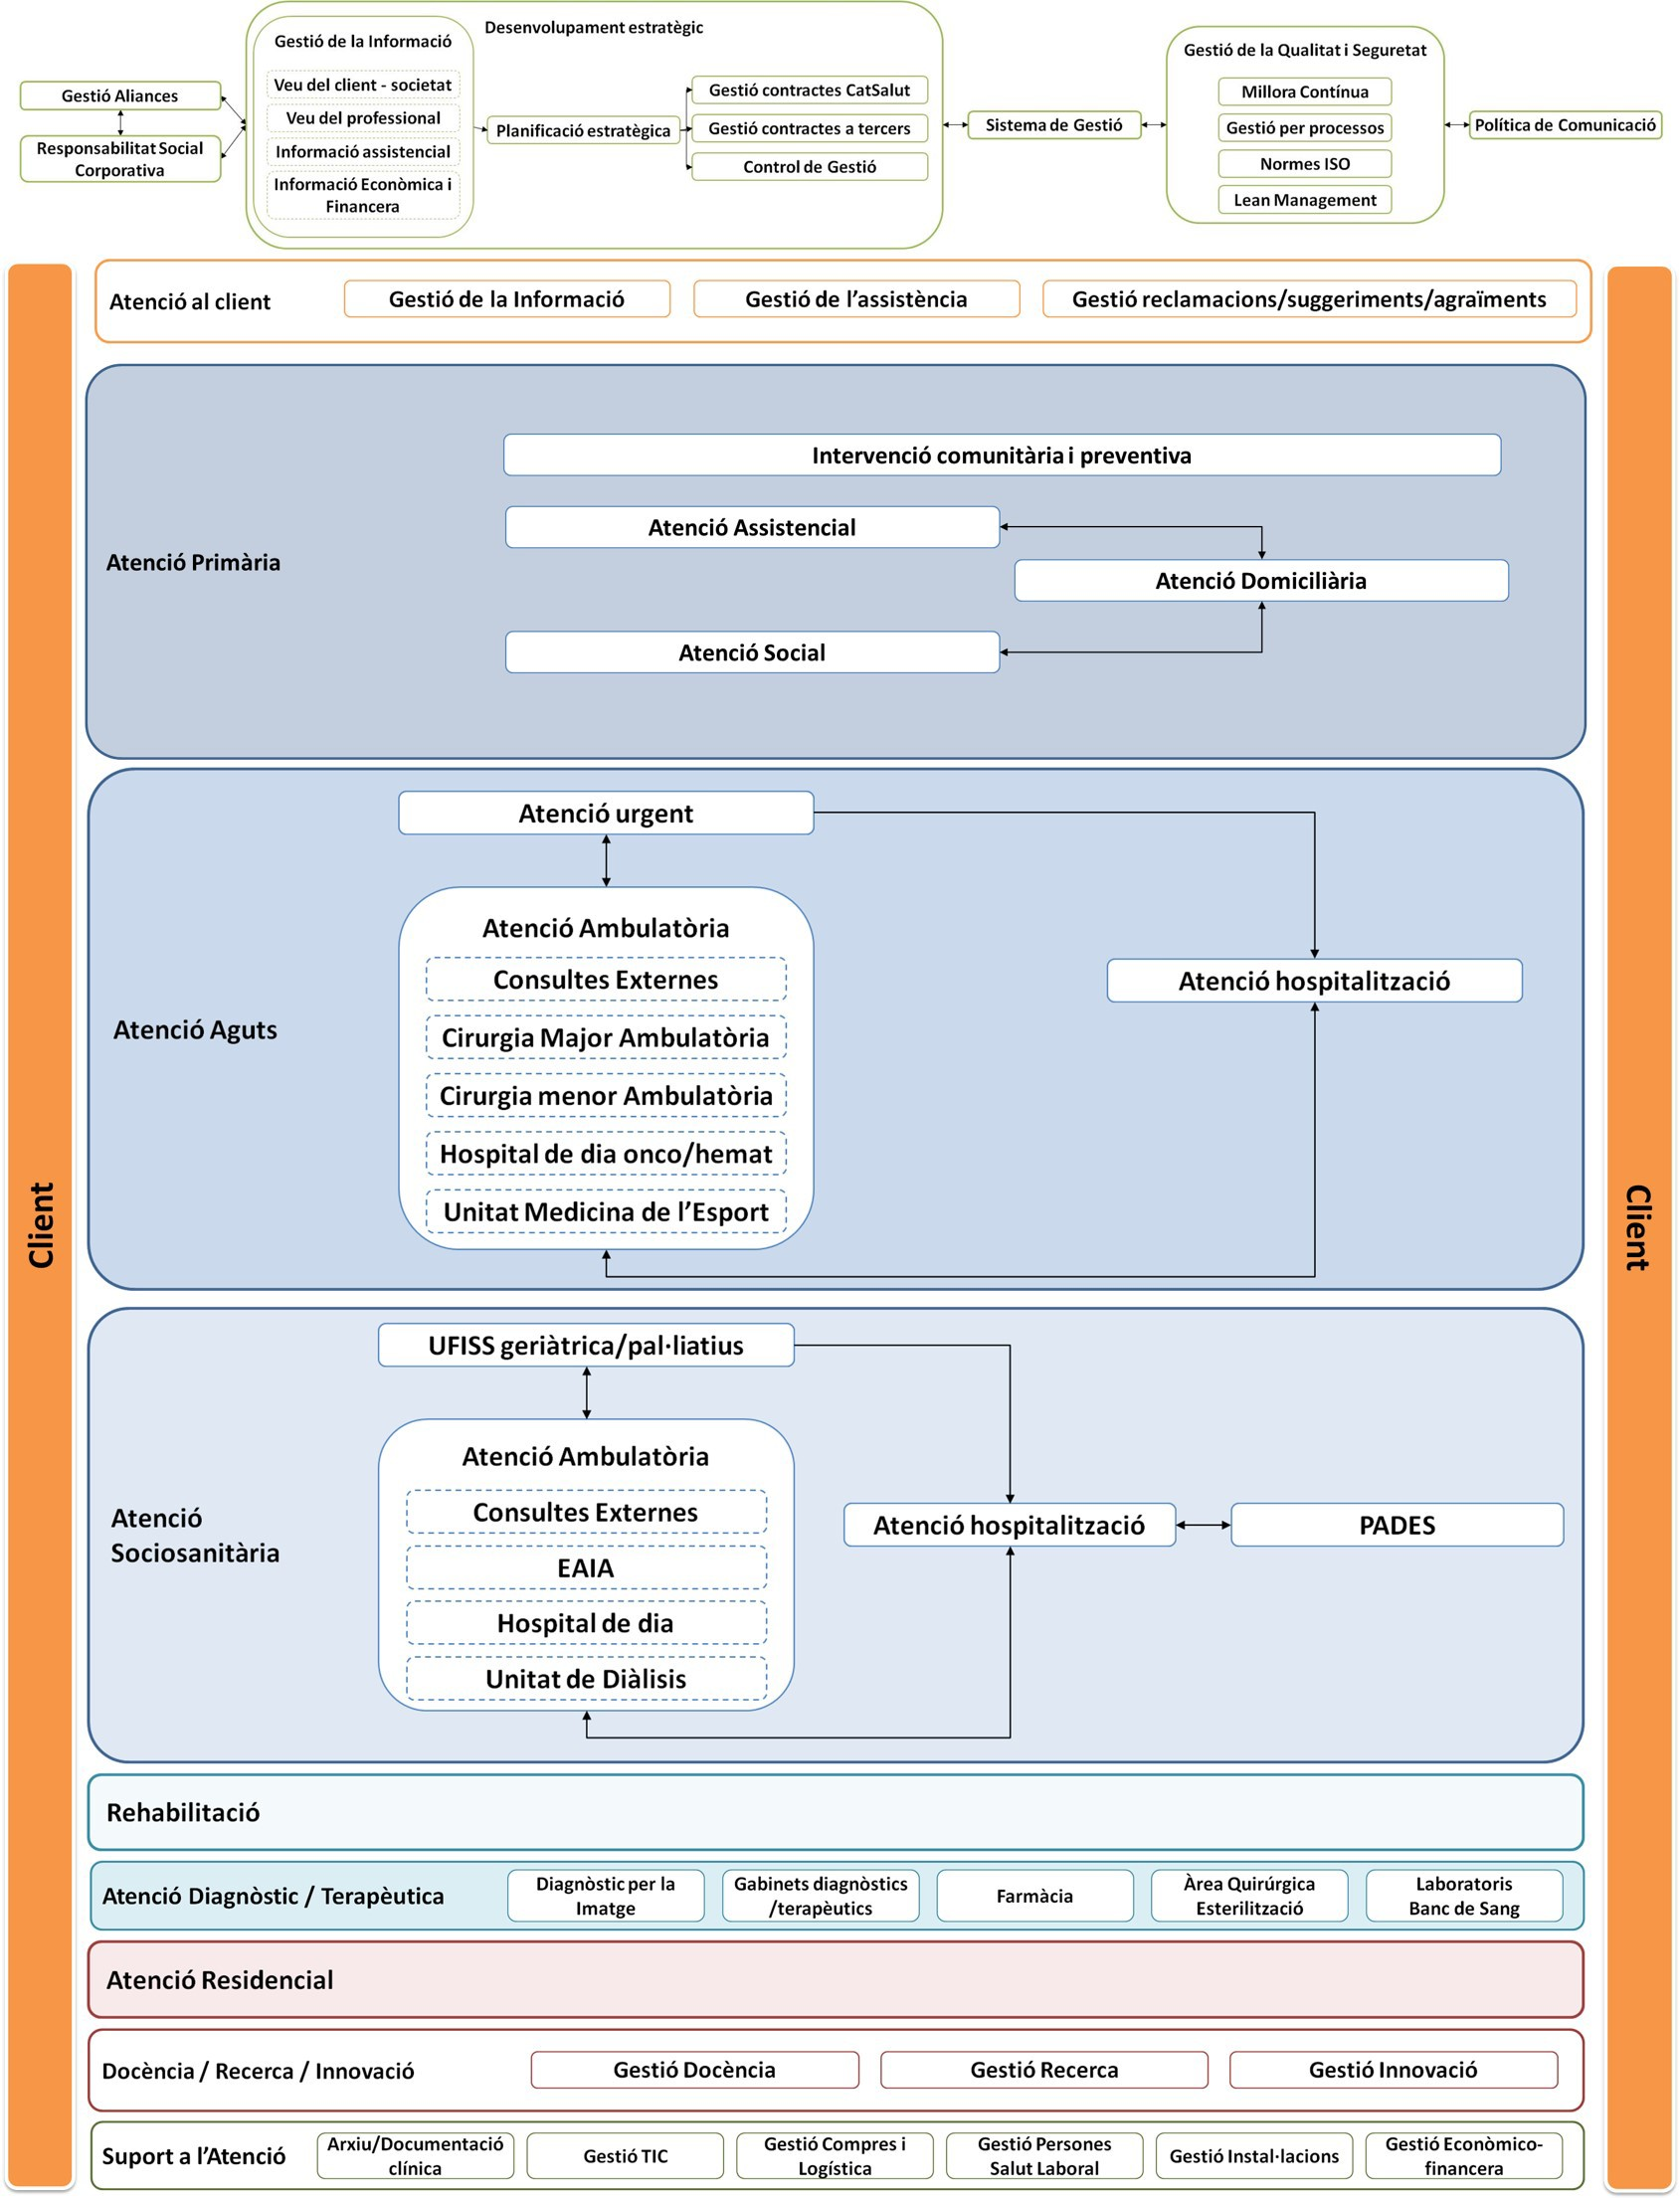 Desenvolupament estratègic
Gestió Aliances
Responsabilitat Social
Corporativa
Gestió de la Informació
Veu del client - societat
Veu del professional
Informació assistencial
Informació Econòmica i
Financera
Planificació estratègica
Gestió contractes CatSalut
Gestió contractes a tercers
Control de Gestió
Sistema de Gestió
Gestió de la Qualitat i Seguretat
Millora Contínua
Gestió per processos
Normes ISO
Lean Management
Política de Comunicació
Client
Atenció al client
Gestió de la Informació
Gestió de l’assistència
Gestió reclamacions/suggeriments/agraïments
Atenció Primària
Intervenció comunitària i preventiva
Atenció Assistencial
Atenció Domiciliària
Atenció Social
Atenció Aguts
Atenció urgent
Atenció Ambulatòria
Consultes Externes
Cirurgia Major Ambulatòria
Cirurgia menor Ambulatòria
Hospital de dia onco/hemat
Unitat Medicina de l’Esport
Atenció hospitalització
Atenció
Sociosanitària
UFISS geriàtrica/pal·liatius
Atenció Ambulatòria
Consultes Externes
EAIA
Hospital de dia
Unitat de Diàlisis
Atenció hospitalització
PADES
Rehabilitació
Atenció Diagnòstic / Terapèutica
Diagnòstic per la
Imatge
Gabinets diagnòstics
/terapèutics
Farmàcia
Àrea Quirúrgica
Esterilització
Laboratoris
Banc de Sang
Atenció Residencial
Docència / Recerca / Innovació
Gestió Docència
Gestió Recerca
Gestió Innovació
Suport a l’Atenció
Arxiu/Documentació
clínica
Gestió TIC
Gestió Compres i
Logística
Gestió Persones
Salut Laboral
Gestió Instal·lacions
Gestió Econòmico-
financera
Client